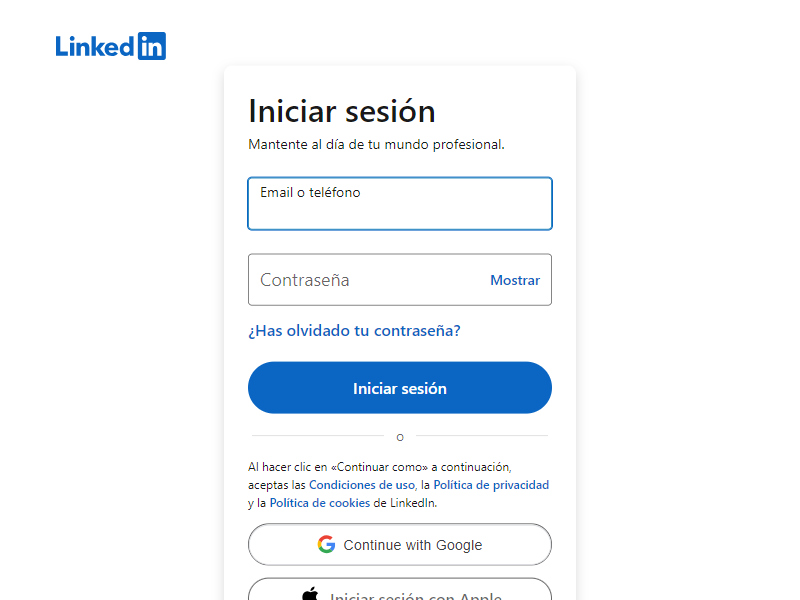 LinkedIn
Iniciar sesión
Mantente al día de tu mundo profesional.
Email o teléfono
Contraseña
Mostrar
¿Has olvidado tu contraseña?
Iniciar sesión
o
Al hacer clic en «Continuar como» a continuación,
aceptas las Condiciones de uso, la Política de privacidad
y la Política de cookies de LinkedIn.
Continue with Google
Iniciar sesión con Apple